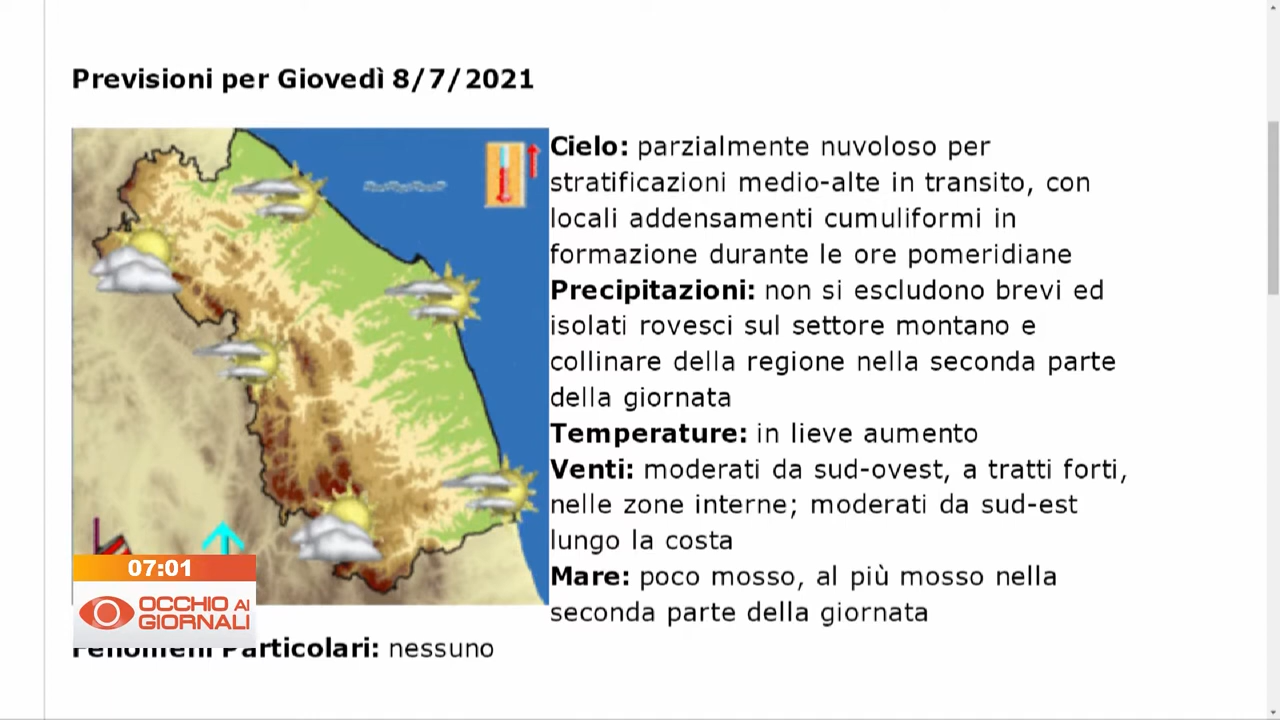 Previsioni per Giovedì 8/7/2021
Cielo: parzialmente nuvoloso per
stratificazioni medio-alte in transito, con
locali addensamenti cumuliformi in
formazione durante le ore pomeridiane
Precipitazioni: non si escludono brevi ed
isolati rovesci sul settore montano e
collinare della regione nella seconda parte
della giornata
Temperature: in lieve aumento
Venti: moderati da sud-ovest, a tratti forti,
nelle zone interne; moderati da sud-est
lungo la costa
Mare: poco mosso, al più mosso nella
seconda parte della giornata
07:01
OCCHIO AI
GIORNALI
Fenomeni Particolari: nessuno